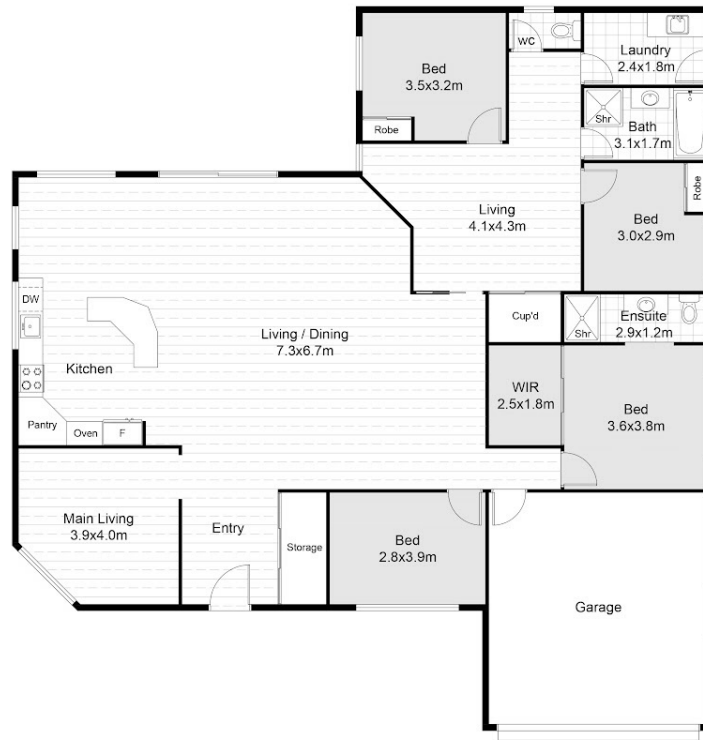 Bed
3.5x3.2m
WC
Laundry
2.4x1.8m
Robe
Shr
Bath
3.1x1.7m
Living
4.1x4.3m
Bed
3.0x2.9m
Robe
DW
Kitchen
Living / Dining
7.3x6.7m
Cup'd
Shr
Ensuite
2.9x1.2m
WIR
2.5x1.8m
Bed
3.6x3.8m
Pantry
Oven
F
Main Living
3.9x4.0m
Entry
Storage
Bed
2.8x3.9m
Garage